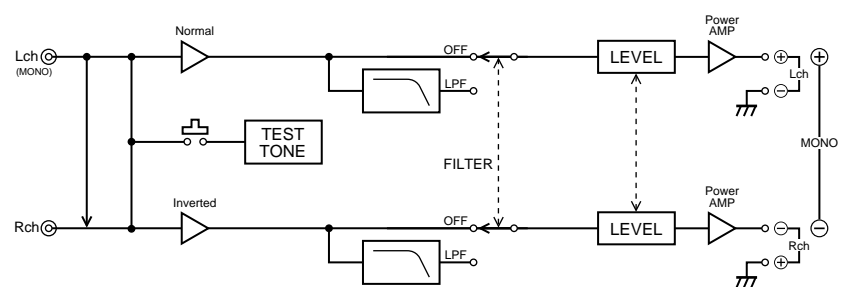 Normal
Power
AMP
Lch
(MONO)
OFF
LEVEL
+
Lch
−
+
LPF
TEST
TONE
FILTER
MONO
Inverted
Power
AMP
Rch
OFF
LEVEL
−
Rch
+
−
LPF